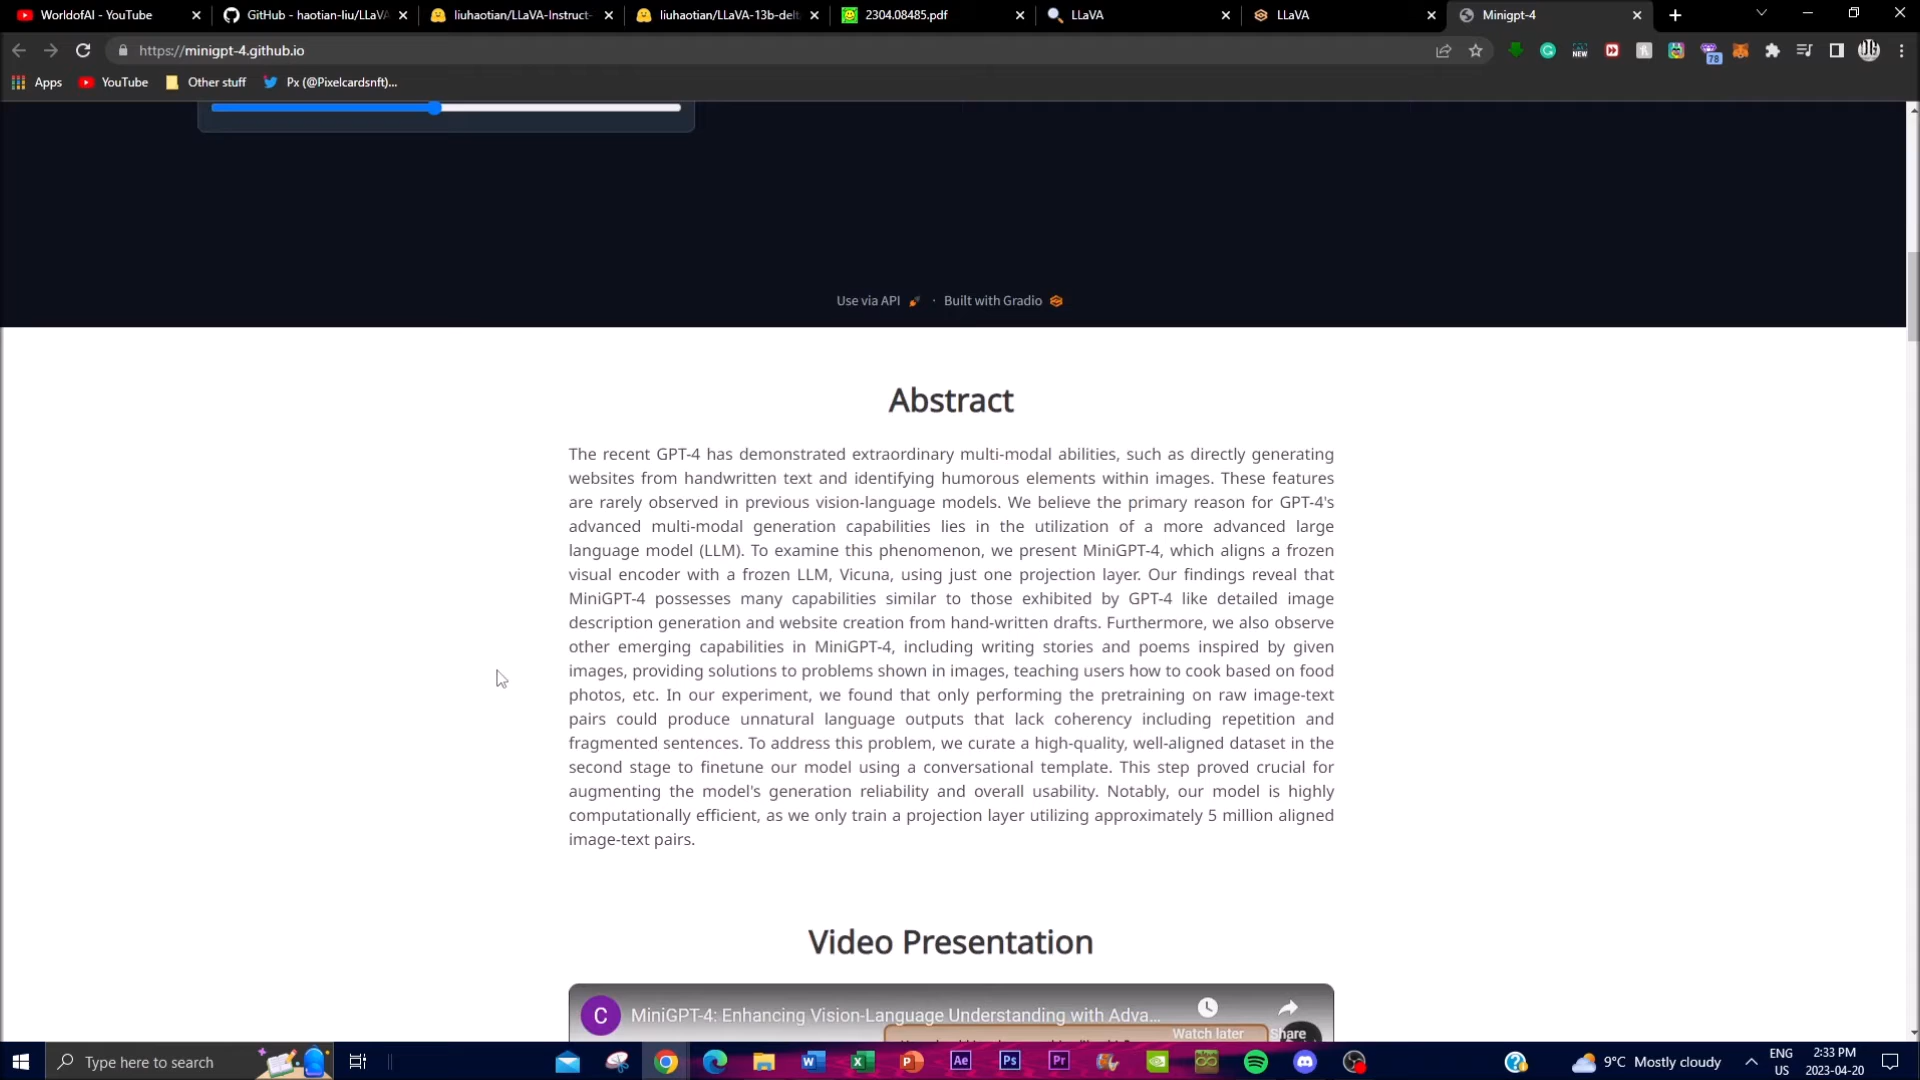 WorldofAI - YouTube
GitHub - haotian-liu/LLaVA
liuhaotian/LLaVA-Instruct-
liuhaotian/LLaVA-13b-delt
2304.08485.pdf
LLaVA
LLaVA
Minigpt-4
https://minigpt-4.github.io
78
Apps
YouTube
Other stuff
Px (@Pixelcardsnft)...
Use via API · Built with Gradio
Abstract
The recent GPT-4 has demonstrated extraordinary multi-modal abilities, such as directly generating
websites from handwritten text and identifying humorous elements within images. These features
are rarely observed in previous vision-language models. We believe the primary reason for GPT-4's
advanced multi-modal generation capabilities lies in the utilization of a more advanced large
language model (LLM). To examine this phenomenon, we present MiniGPT-4, which aligns a frozen
visual encoder with a frozen LLM, Vicuna, using just one projection layer. Our findings reveal that
MiniGPT-4 possesses many capabilities similar to those exhibited by GPT-4 like detailed image
description generation and website creation from hand-written drafts. Furthermore, we also observe
other emerging capabilities in MiniGPT-4, including writing stories and poems inspired by given
images, providing solutions to problems shown in images, teaching users how to cook based on food
photos, etc. In our experiment, we found that only performing the pretraining on raw image-text
pairs could produce unnatural language outputs that lack coherency including repetition and
fragmented sentences. To address this problem, we curate a high-quality, well-aligned dataset in the
second stage to finetune our model using a conversational template. This step proved crucial for
augmenting the model's generation reliability and overall usability. Notably, our model is highly
computationally efficient, as we only train a projection layer utilizing approximately 5 million aligned
image-text pairs.
Video Presentation
C
MiniGPT-4: Enhancing Vision-Language Understanding with Adva...
Watch later
Share
Type here to search
Ae
Ps
Pr
9°C Mostly cloudy
ENG
US
2:33 PM
2023-04-20